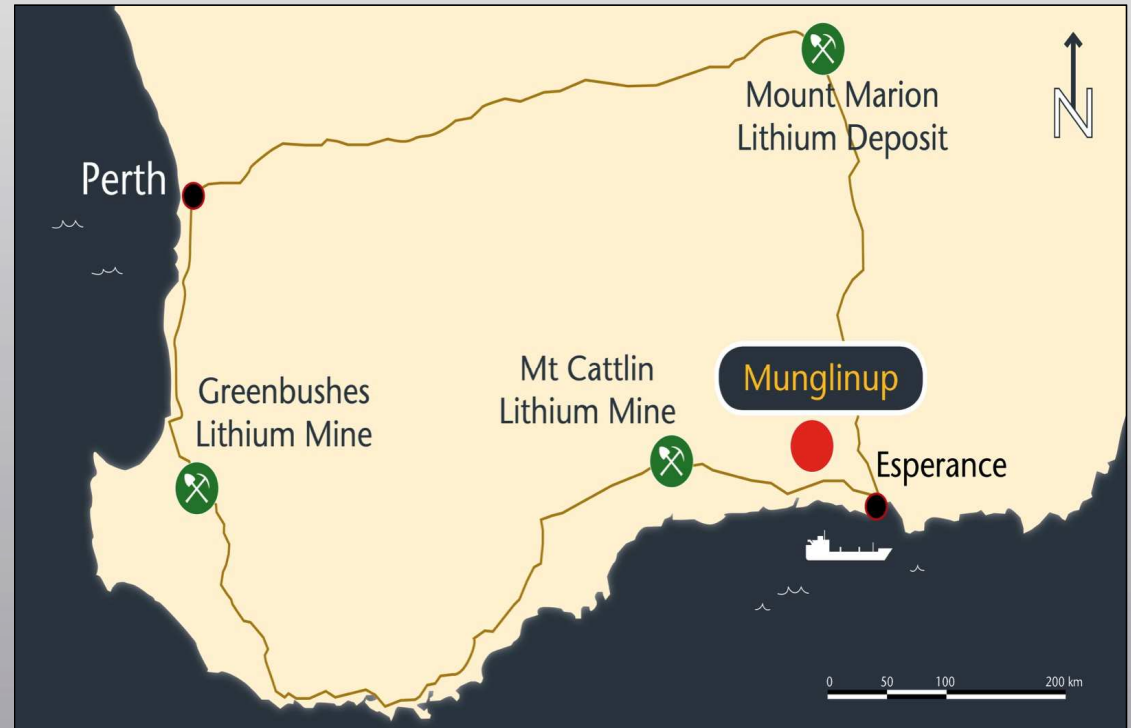 Mount Marion
Lithium Deposit
N
Perth
Munglinup
Mt Cattlin
Lithium Mine
Greenbushes
Lithium Mine
Esperance
0 50 100 200 km